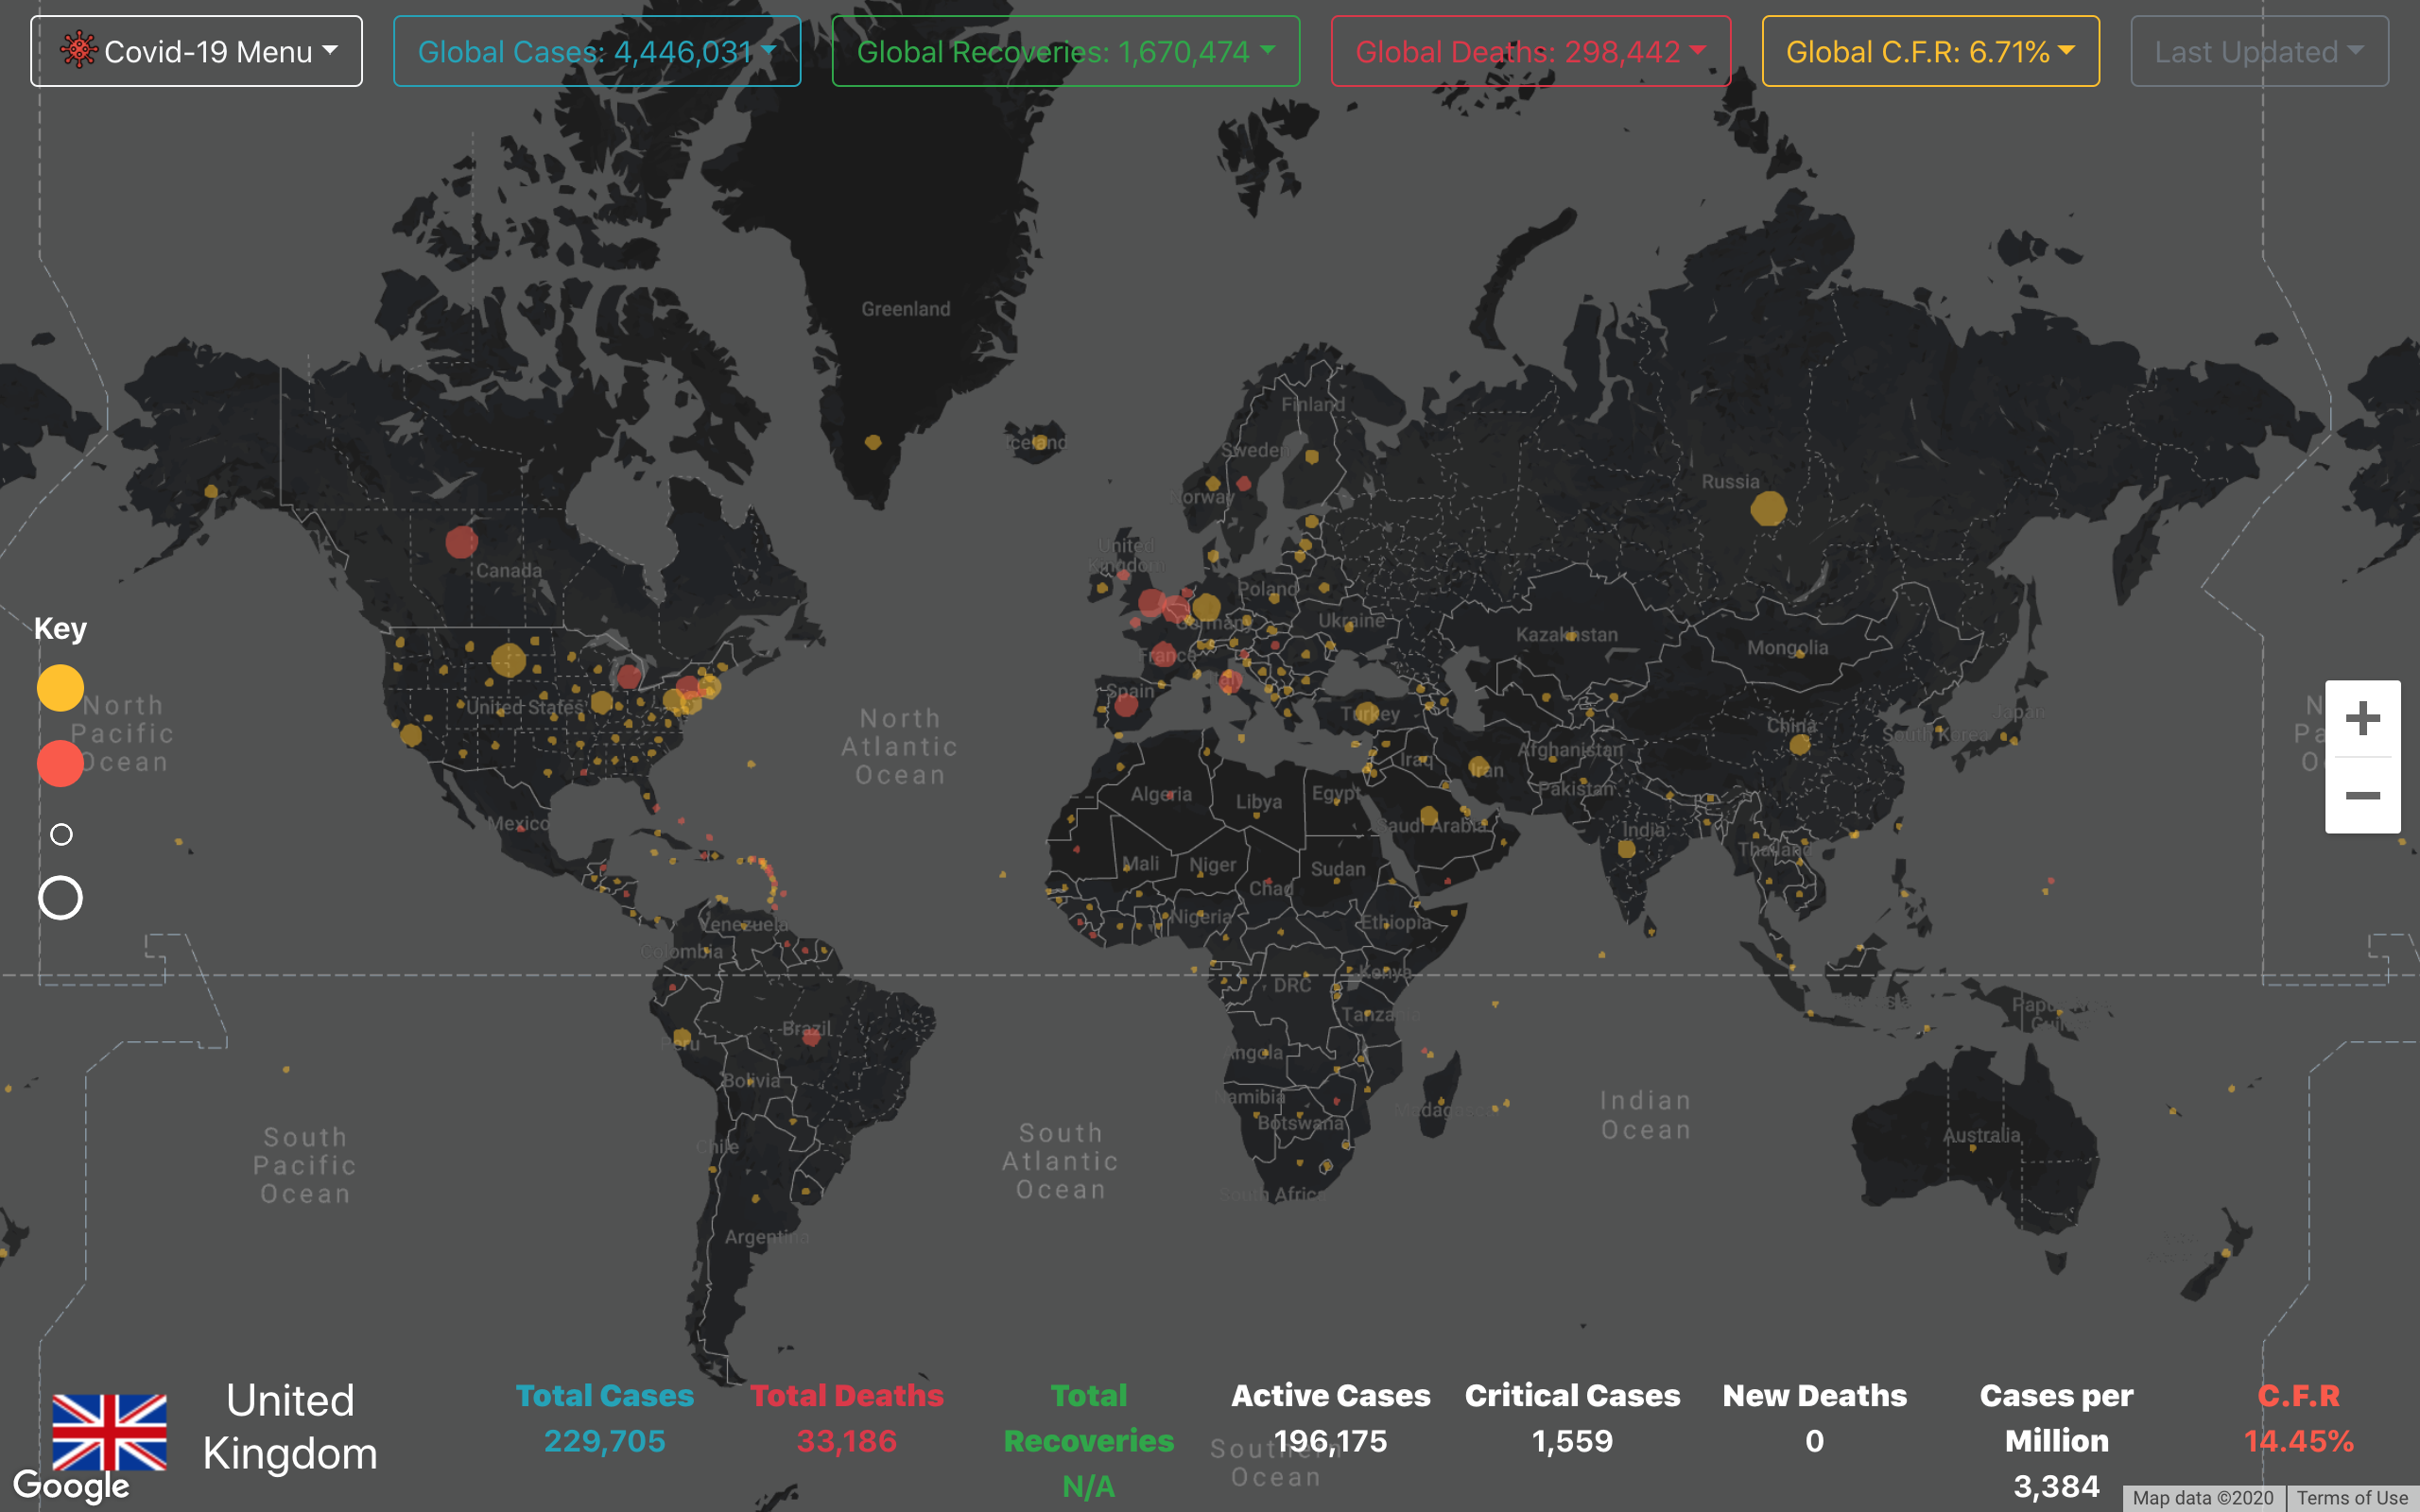 Covid-19 Menu
Global Cases: 4,446,031
Global Recoveries: 1,670,474
Global Deaths: 298,442
Global C.F.R: 6.71%
Last Updated
Greenland
Finland
Iceland
Sweden
Norway
Russia
United
Kingdom
Canada
Poland
Germany
Ukraine
Kazakhstan
Mongolia
Key
France
North
Pacific
Ocean
United States
North
Atlantic
Ocean
Spain
Turkey
China
South Korea
Japan
Afghanistan
Iraq
Iran
Pakistan
Algeria
Libya
Egypt
Saudi Arabia
India
Mexico
Thailand
Mali
Niger
Chad
Sudan
Nigeria
Ethiopia
Venezuela
Colombia
Kenya
DRC
Tanzania
Papua New
Guinea
Brazil
Peru
Angola
Bolivia
Namibia
Botswana
Madagascar
Indian
Ocean
Chile
South
Pacific
Ocean
South
Atlantic
Ocean
Australia
South Africa
Argentina
United
Kingdom
Total Cases
229,705
Total Deaths
33,186
Total
Recoveries
N/A
Active Cases
196,175
Critical Cases
1,559
New Deaths
0
Cases per
Million
3,384
C.F.R
14.45%
Southern
Ocean
Google
Map data ©2020
Terms of Use